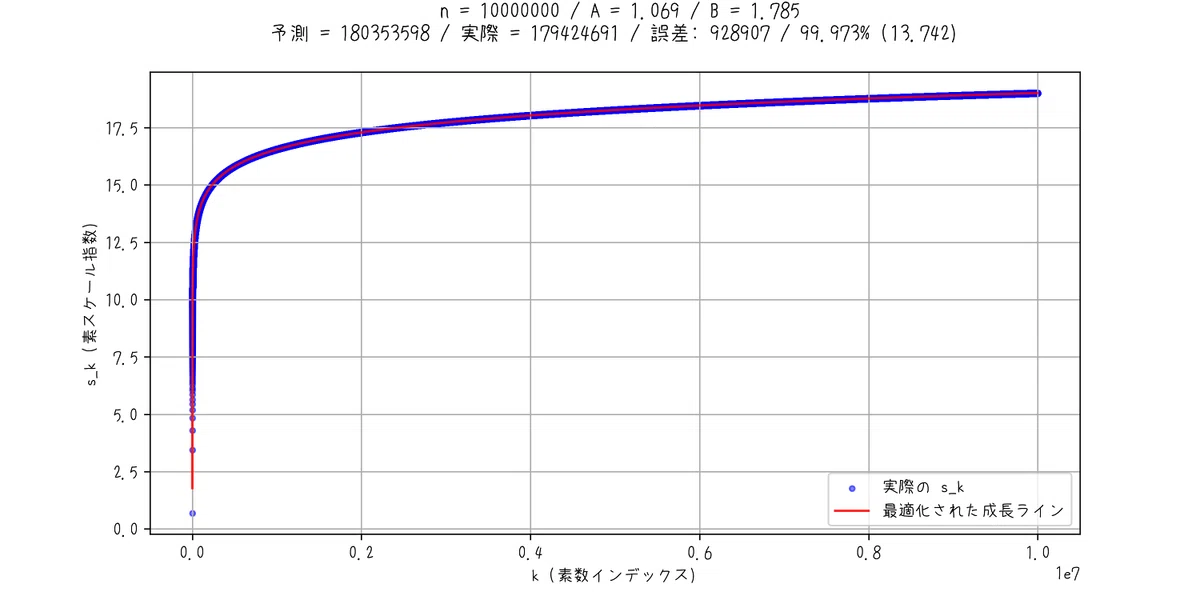 n = 10000000 / A = 1.069 / B = 1.785
予測 = 180353598 / 実際 = 179424691 / 誤差: 928907 / 99.973% (13.742)
s_k (素スケール指数)
17.5
15.0
12.5
10.0
7.5
5.0
2.5
0.0
実際の s_k
最適化された成長ライン
0.0 0.2 0.4 0.6 0.8 1.0
1e7
k (素数インデックス)